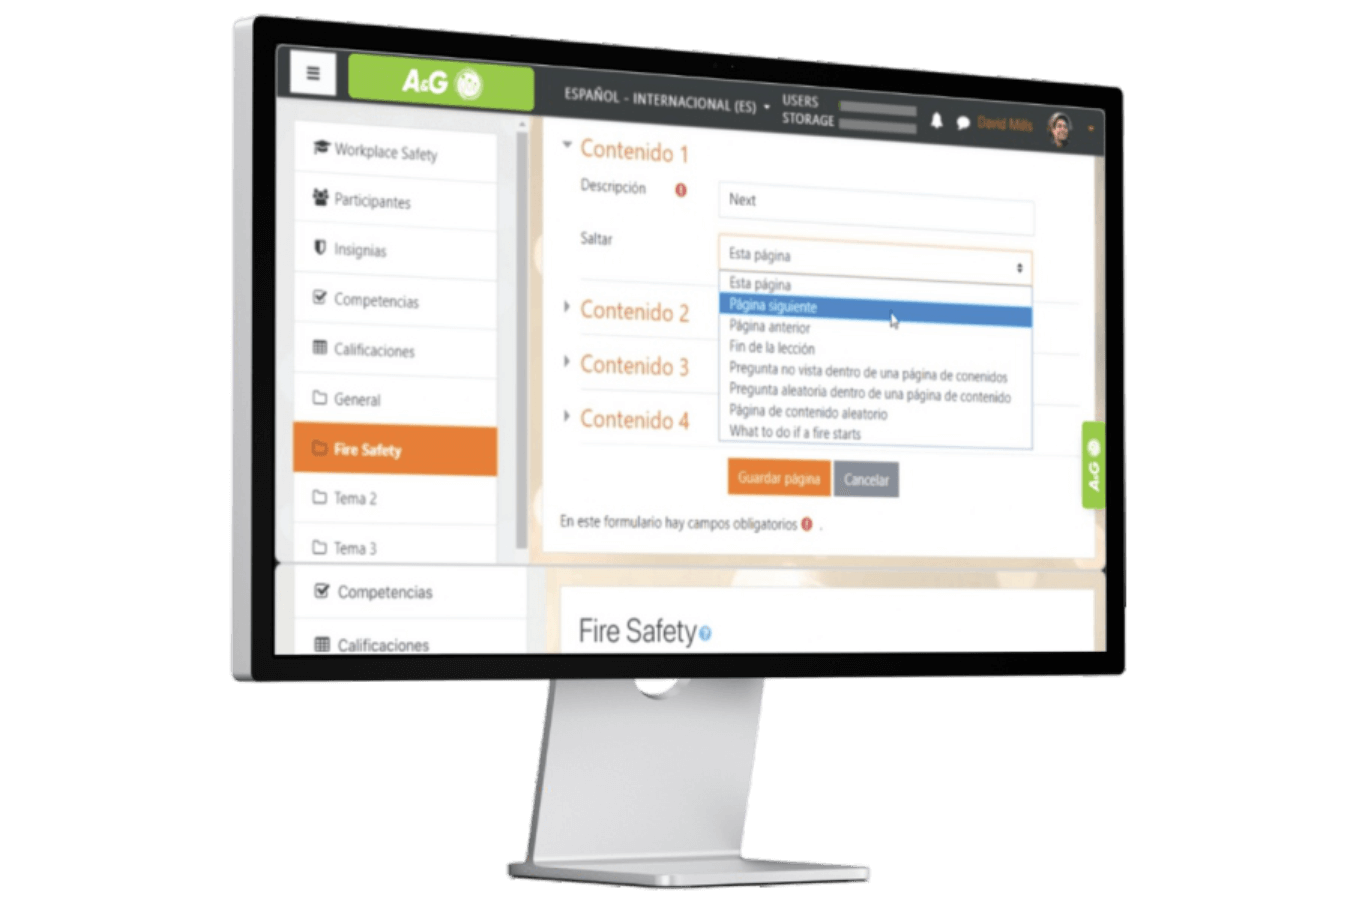 A&G
ESPAÑOL - INTERNACIONAL (ES)
USERS
STORAGE
David Mills
Workplace Safety
Participantes
Insignias
Competencias
Calificaciones
General
Fire Safety
Tema 2
Tema 3
Competencias
Calificaciones
Contenido 1
Descripción
Next
Saltar
Esta página
Esta página
Página siguiente
Página anterior
Fin de la lección
Pregunta no vista dentro de una página de conenidos
Pregunta aleatoria dentro de una página de contenido
Página de contenido aleatorio
What to do if a fire starts
Contenido 2
Contenido 3
Contenido 4
Guardar página
Cancelar
En este formulario hay campos obligatorios .
A&G
Fire Safety